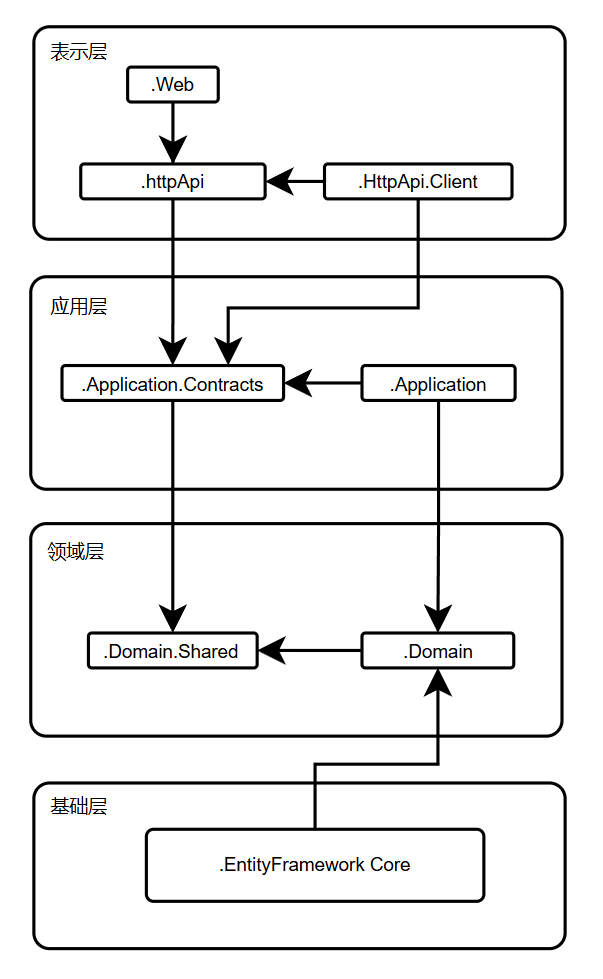 表示层
.Web
.httpApi
.HttpApi.Client
应用层
.Application.Contracts
.Application
领域层
.Domain.Shared
.Domain
基础层
.EntityFramework Core